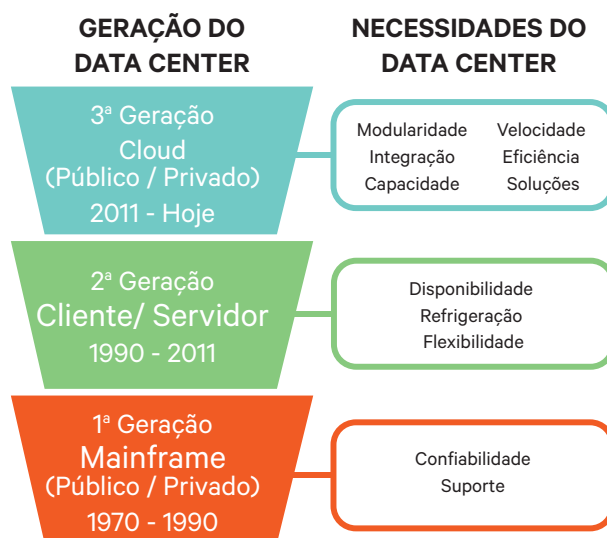 GERAÇÃO DO
DATA CENTER
NECESSIDADES DO
DATA CENTER
3ª Geração
Cloud
(Público / Privado)
2011 - Hoje
Modularidade Velocidade
Integração Eficiência
Capacidade Soluções
2ª Geração
Cliente/ Servidor
1990 - 2011
Disponibilidade
Refrigeração
Flexibilidade
1ª Geração
Mainframe
(Público / Privado)
1970 - 1990
Confiabilidade
Suporte